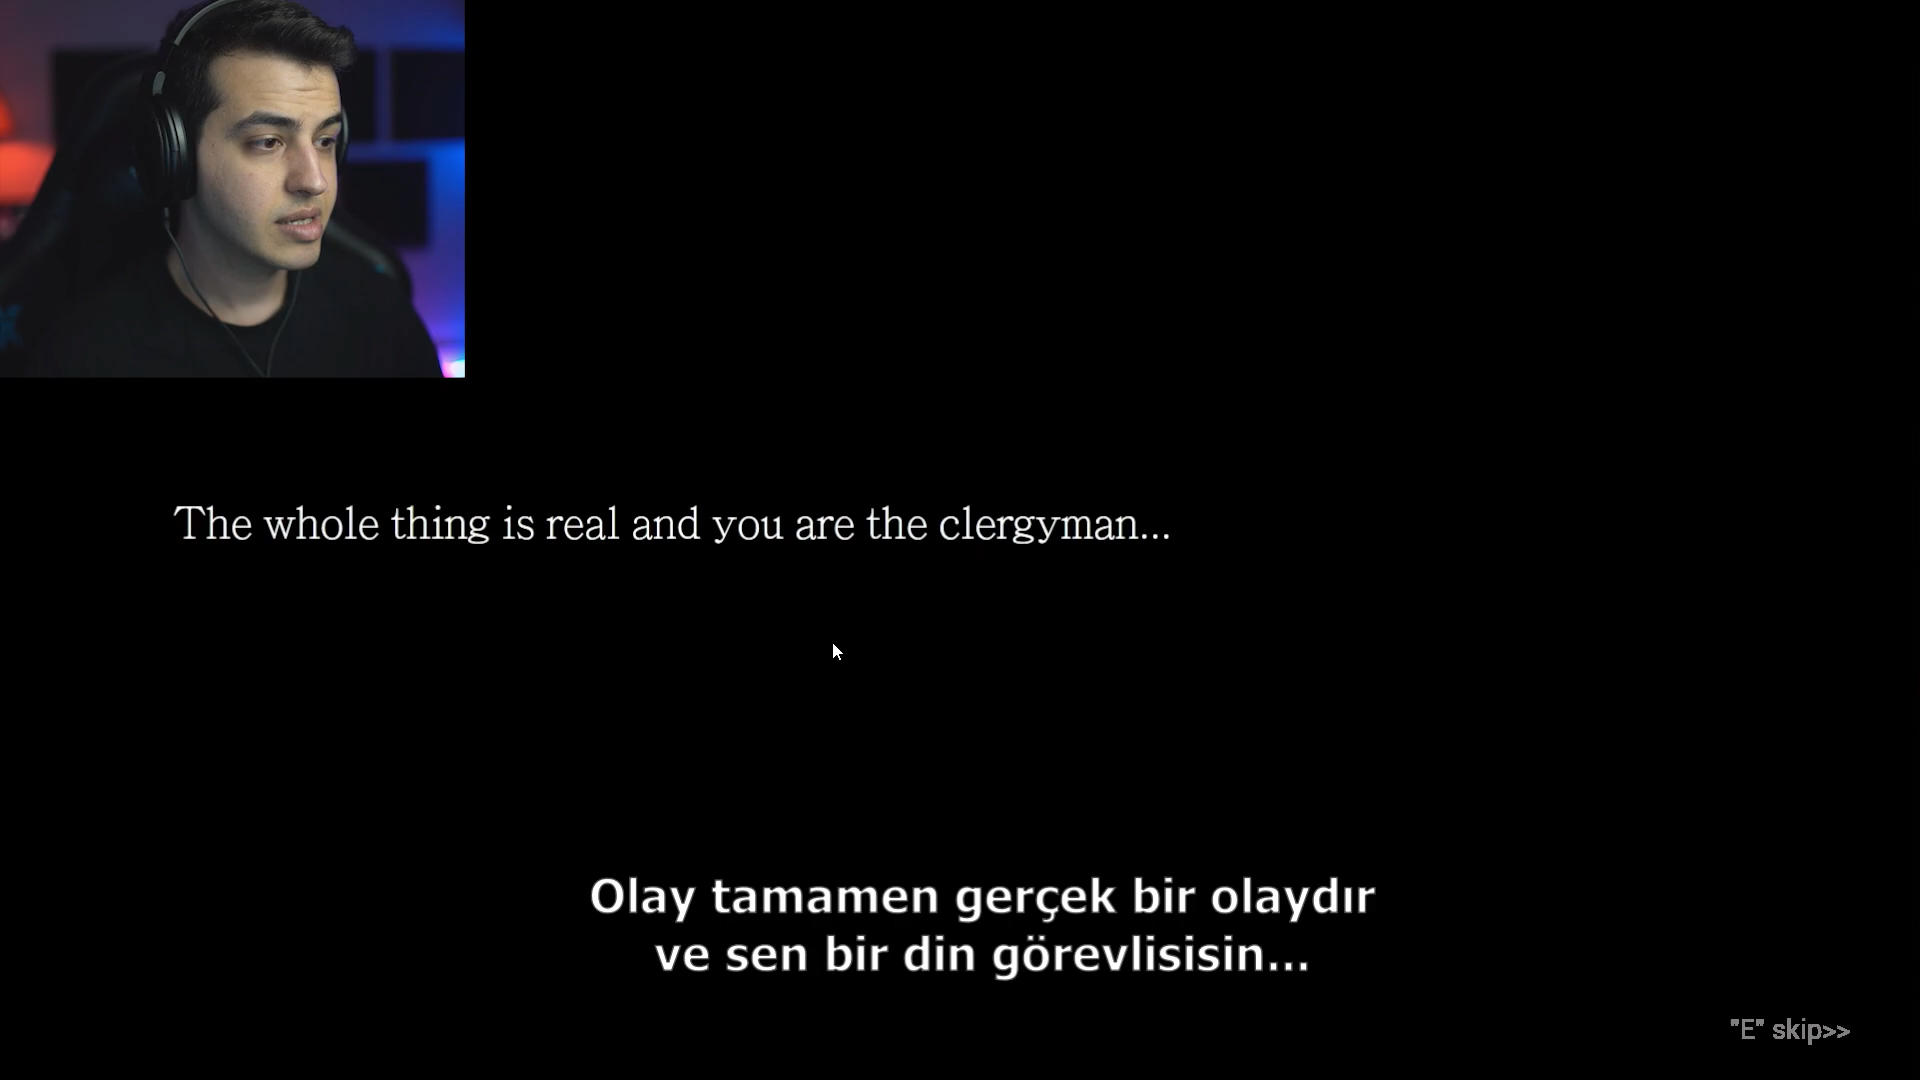 The whole thing is real and you are the clergyman...
Olay tamamen gerçek bir olaydır
ve sen bir din görevlisisin...
"E" skip>>